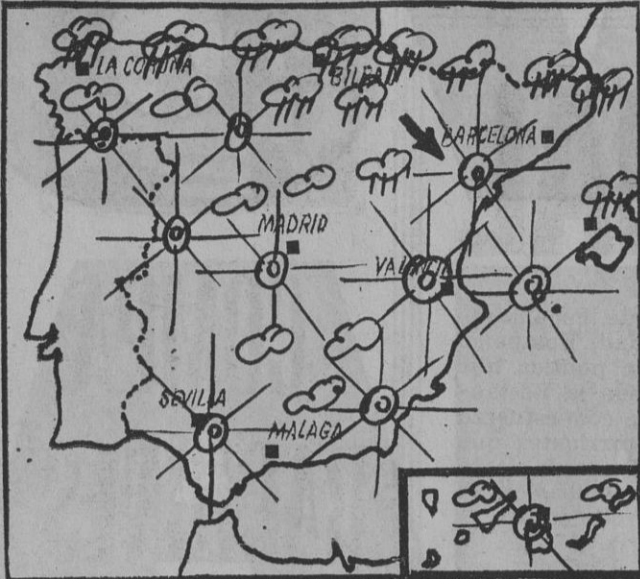 LA CORUÑA
BILBAO
BARCELONA
MADRID
VALENCIA
SEVILLA
MALAGA